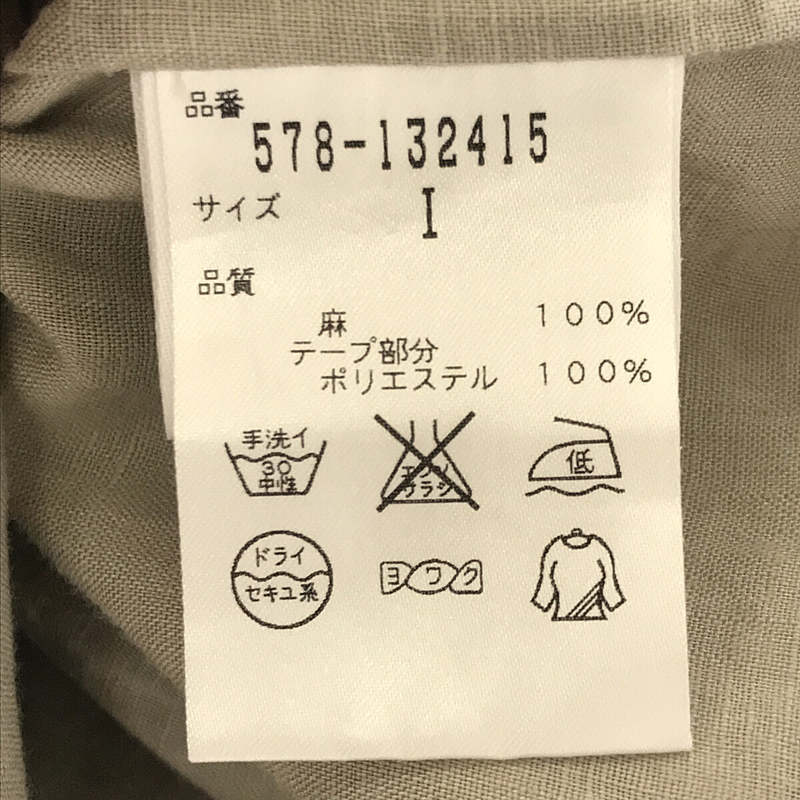 品番
578-132415
サイズ I
品質
麻 100%
テープ部分
ポリエステル 100%
手洗イ
30
中性
エンソ
サラシ
低
ドライ
セキユ系
ヨワク